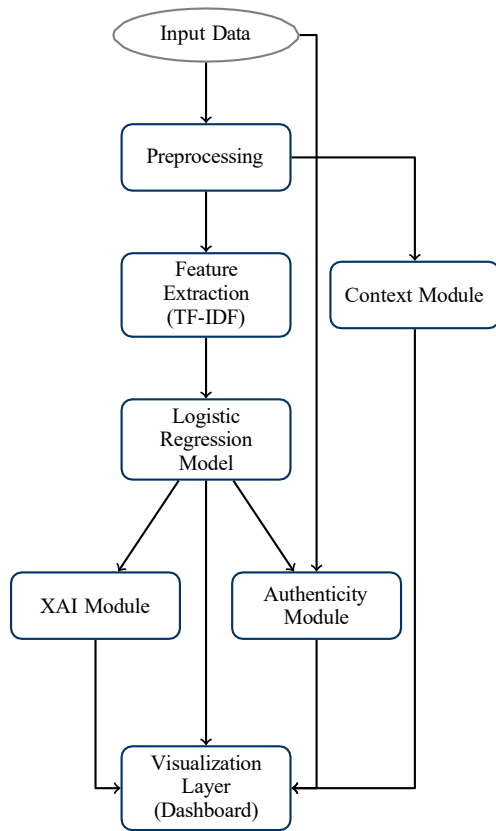 Input Data
Preprocessing
Feature
Extraction
(TF-IDF)
Context Module
Logistic
Regression
Model
XAI Module
Authenticity
Module
Visualization
Layer
(Dashboard)